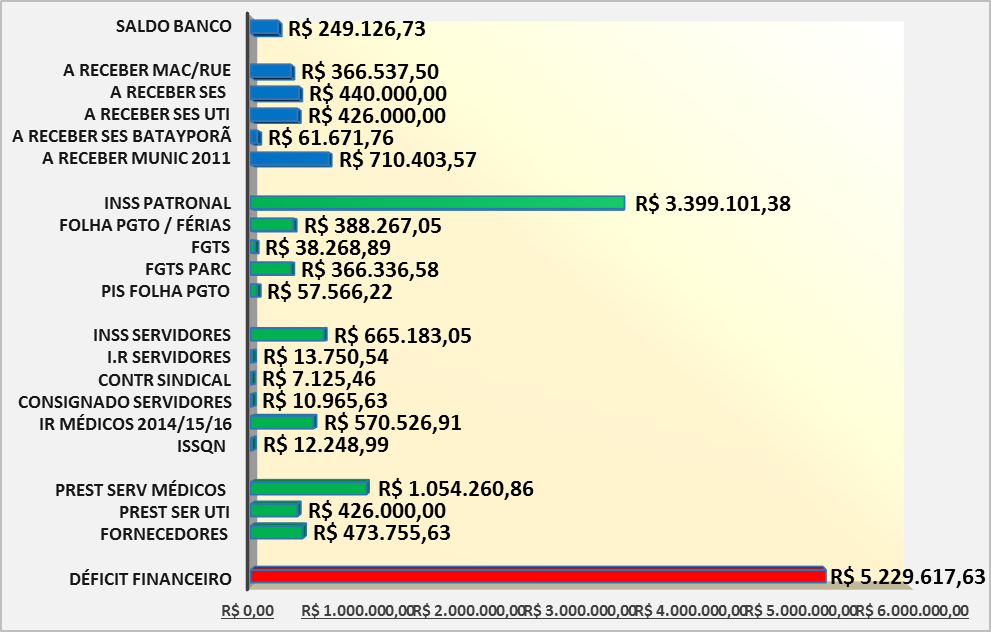 SALDO BANCO R$ 249.126,73
A RECEBER MAC/RUE R$ 366.537,50
A RECEBER SES R$ 440.000,00
A RECEBER SES UTI R$ 426.000,00
A RECEBER SES BATAYPORÃ R$ 61.671,76
A RECEBER MUNIC 2011 R$ 710.403,57
INSS PATRONAL R$ 3.399.101,38
FOLHA PGTO / FÉRIAS R$ 388.267,05
FGTS R$ 38.268,89
FGTS PARC R$ 366.336,58
PIS FOLHA PGTO R$ 57.566,22
INSS SERVIDORES R$ 665.183,05
I.R SERVIDORES R$ 13.750,54
CONTR SINDICAL R$ 7.125,46
CONSIGNADO SERVIDORES R$ 10.965,63
IR MÉDICOS 2014/15/16 R$ 570.526,91
ISSQN R$ 12.248,99
PREST SERV MÉDICOS R$ 1.054.260,86
PREST SER UTI R$ 426.000,00
FORNECEDORES R$ 473.755,63
DÉFICIT FINANCEIRO R$ 5.229.617,63
R$ 0,00 R$ 1.000.000,00 R$ 2.000.000,00 R$ 3.000.000,00 R$ 4.000.000,00 R$ 5.000.000,00 R$ 6.000.000,00